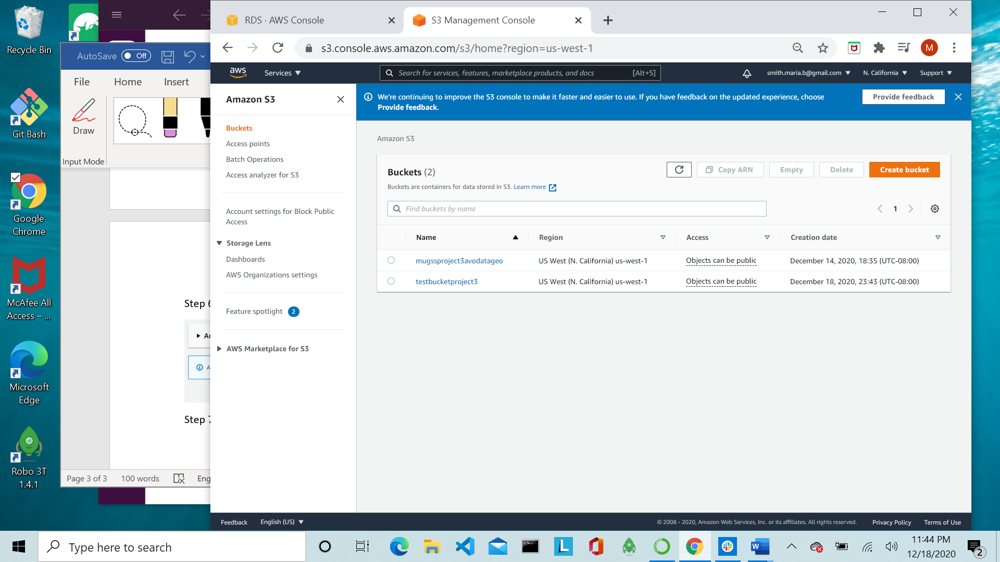 Recycle Bin
Git Bash
Google
Chrome
McAfee All
Access – ...
Microsoft
Edge
Robo 3T
1.4.1
AutoSave Off
File Home Insert
Draw
Input Mode
Step 6
Step 7
Page 3 of 3 100 words Eng
RDS · AWS Console
S3 Management Console
s3.console.aws.amazon.com/s3/home?region=us-west-1
M
aws Services
Search for services, features, marketplace products, and docs [Alt+S]
smith.maria.b@gmail.com N. California Support
Amazon S3
Buckets
Access points
Batch Operations
Access analyzer for S3
Account settings for Block Public
Access
Storage Lens
Dashboards
AWS Organizations settings
Feature spotlight 2
AWS Marketplace for S3
We're continuing to improve the S3 console to make it faster and easier to use. If you have feedback on the updated experience, choose
Provide feedback.
Provide feedback
Amazon S3
Buckets (2)
Copy ARN Empty Delete Create bucket
Buckets are containers for data stored in S3. Learn more
Find buckets by name
1
Name Region Access Creation date
mugssproject3avodatageo US West (N. California) us-west-1 Objects can be public December 14, 2020, 18:35 (UTC-08:00)
testbucketproject3 US West (N. California) us-west-1 Objects can be public December 18, 2020, 23:43 (UTC-08:00)
Feedback English (US)
© 2008 - 2020, Amazon Web Services, Inc. or its affiliates. All rights reserved. Privacy Policy Terms of Use
Type here to search
11:44 PM
12/18/2020
2